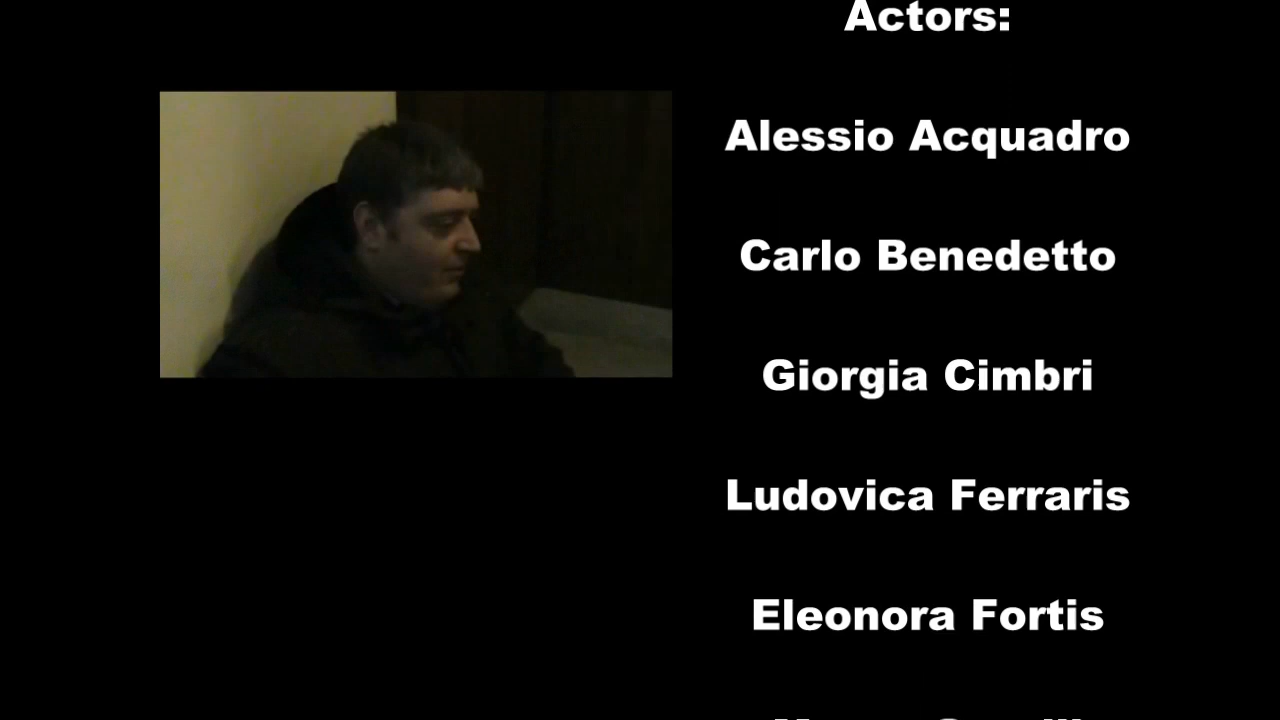 Actors:
Alessio Acquadro
Carlo Benedetto
Giorgia Cimbri
Ludovica Ferraris
Eleonora Fortis